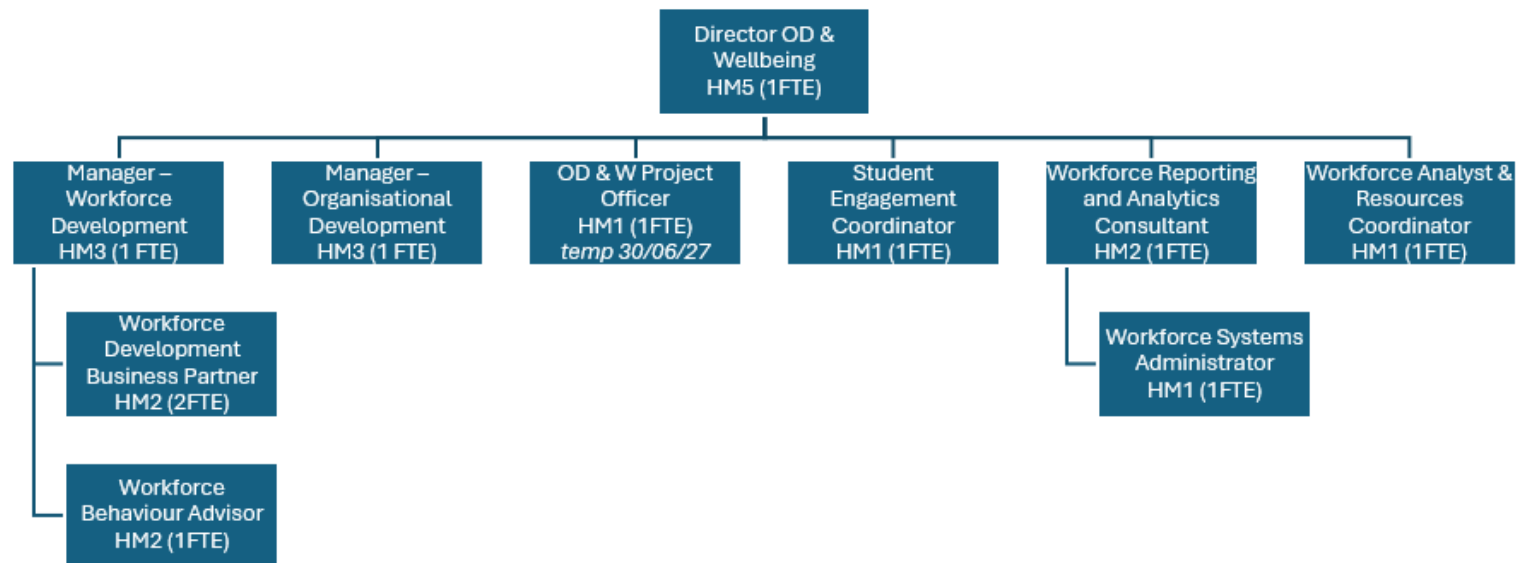 Director OD &
Wellbeing
HM5 (1FTE)
Manager –
Workforce
Development
HM3 (1 FTE)
Manager –
Organisational
Development
HM3 (1 FTE)
OD & W Project
Officer
HM1 (1FTE)
temp 30/06/27
Student
Engagement
Coordinator
HM1 (1FTE)
Workforce Reporting
and Analytics
Consultant
HM2 (1FTE)
Workforce Analyst &
Resources
Coordinator
HM1 (1FTE)
Workforce
Development
Business Partner
HM2 (2FTE)
Workforce Systems
Administrator
HM1 (1FTE)
Workforce
Behaviour Advisor
HM2 (1FTE)